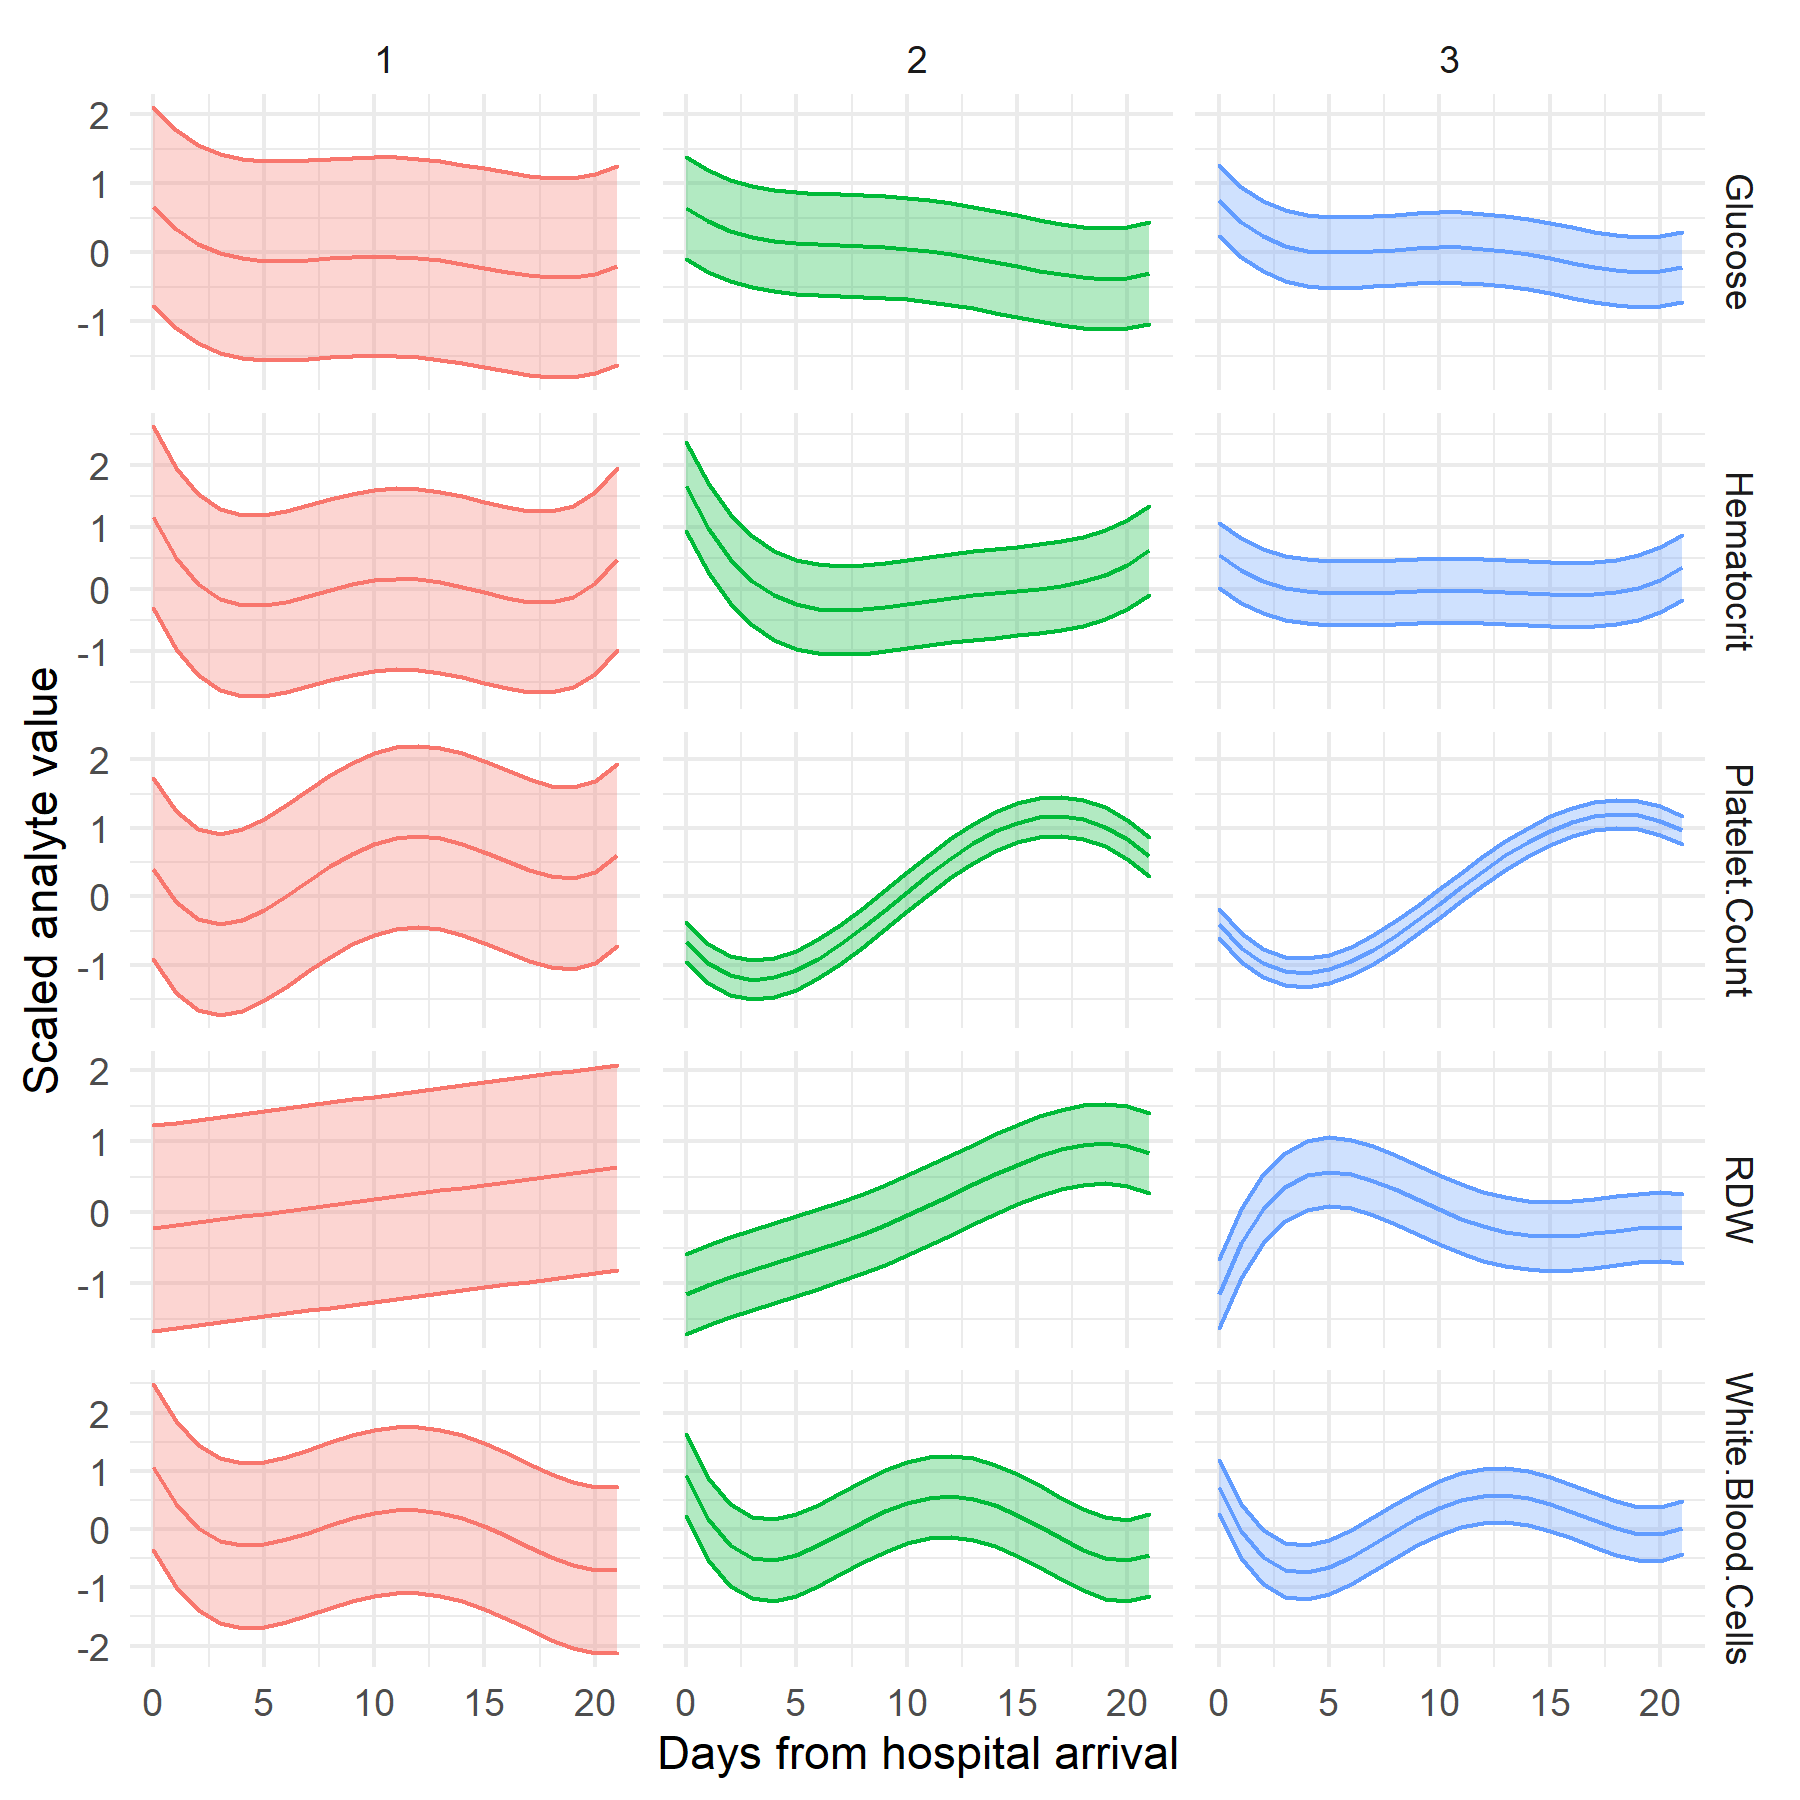 1 2 3
2
1
0
-1
Glucose
2
1
0
-1
Hematocrit
2
1
0
-1
Platelet.Count
2
1
0
-1
RDW
2
1
0
-1
-2
White.Blood.Cells
Scaled analyte value
0 5 10 15 20 0 5 10 15 20 0 5 10 15 20
Days from hospital arrival